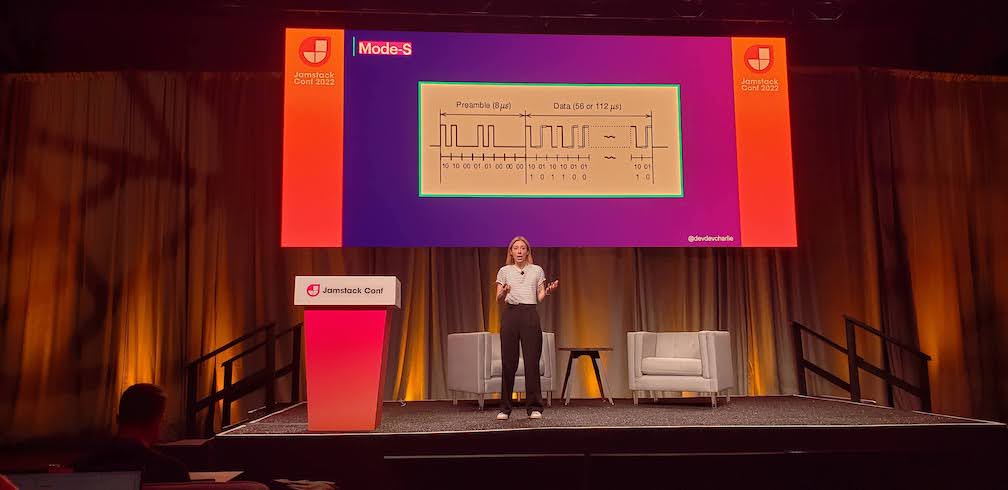 Mode-S
Jamstack
Conf 2022
Jamstack
Conf 2022
Preamble (8μs)
Data (56 or 112 μs)
10 10 00 01 01 00 00 00 10 01 10 10 01 01
10 01
1 0 1 1 0 0
1 0
@devdevcharlie
Jamstack Conf